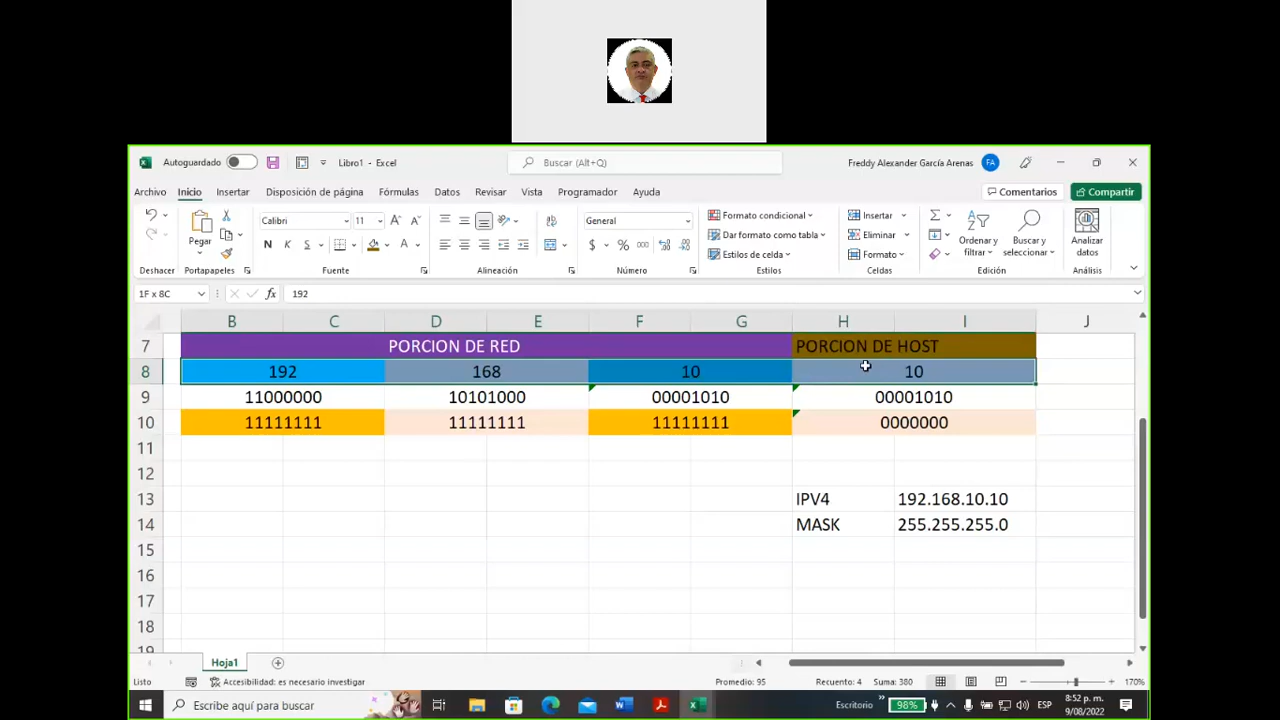 Autoguardado
Libro1 - Excel
Buscar (Alt+Q)
Freddy Alexander García Arenas
FA
Archivo Inicio Insertar Disposición de página Fórmulas Datos Revisar Vista Programador Ayuda
Comentarios
Compartir
Pegar
Calibri 11
N K S
General
$ % 000
Formato condicional
Dar formato como tabla
Estilos de celda
Insertar
Eliminar
Formato
Ordenar y filtrar
Buscar y seleccionar
Analizar datos
Deshacer Portapapeles Fuente Alineación Número Estilos Celdas Edición Análisis
1F x 8C
fx
192
B C D E F G H I J
7 PORCION DE RED PORCION DE HOST
8 192 168 10 10
9 11000000 10101000 00001010 00001010
10 11111111 11111111 11111111 0000000
11
12
13 IPV4 192.168.10.10
14 MASK 255.255.255.0
15
16
17
18
19
Hoja1
Listo
Accesibilidad: es necesario investigar
Promedio: 95 Recuento: 4 Suma: 380
170%
Escribe aquí para buscar
Escritorio
98%
ESP
8:52 p. m.
9/08/2022